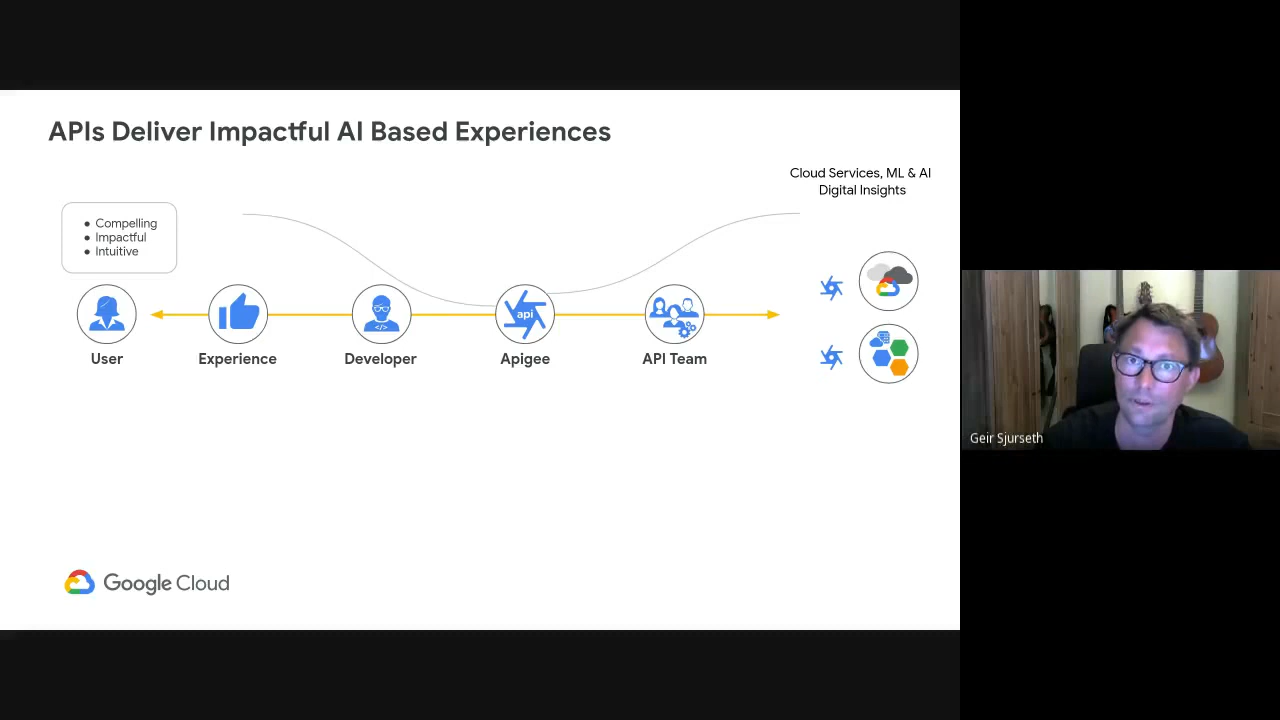 APIs Deliver Impactful AI Based Experiences
Cloud Services, ML & AI
Digital Insights
● Compelling
● Impactful
● Intuitive
</>
api
User
Experience
Developer
Apigee
API Team
Geir Sjurseth
Google Cloud